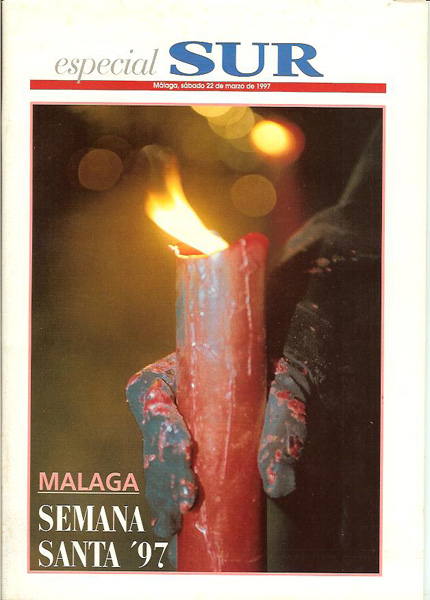 especial SUR
Málaga, sábado 22 de marzo de 1997
MALAGA
SEMANA
SANTA ´97